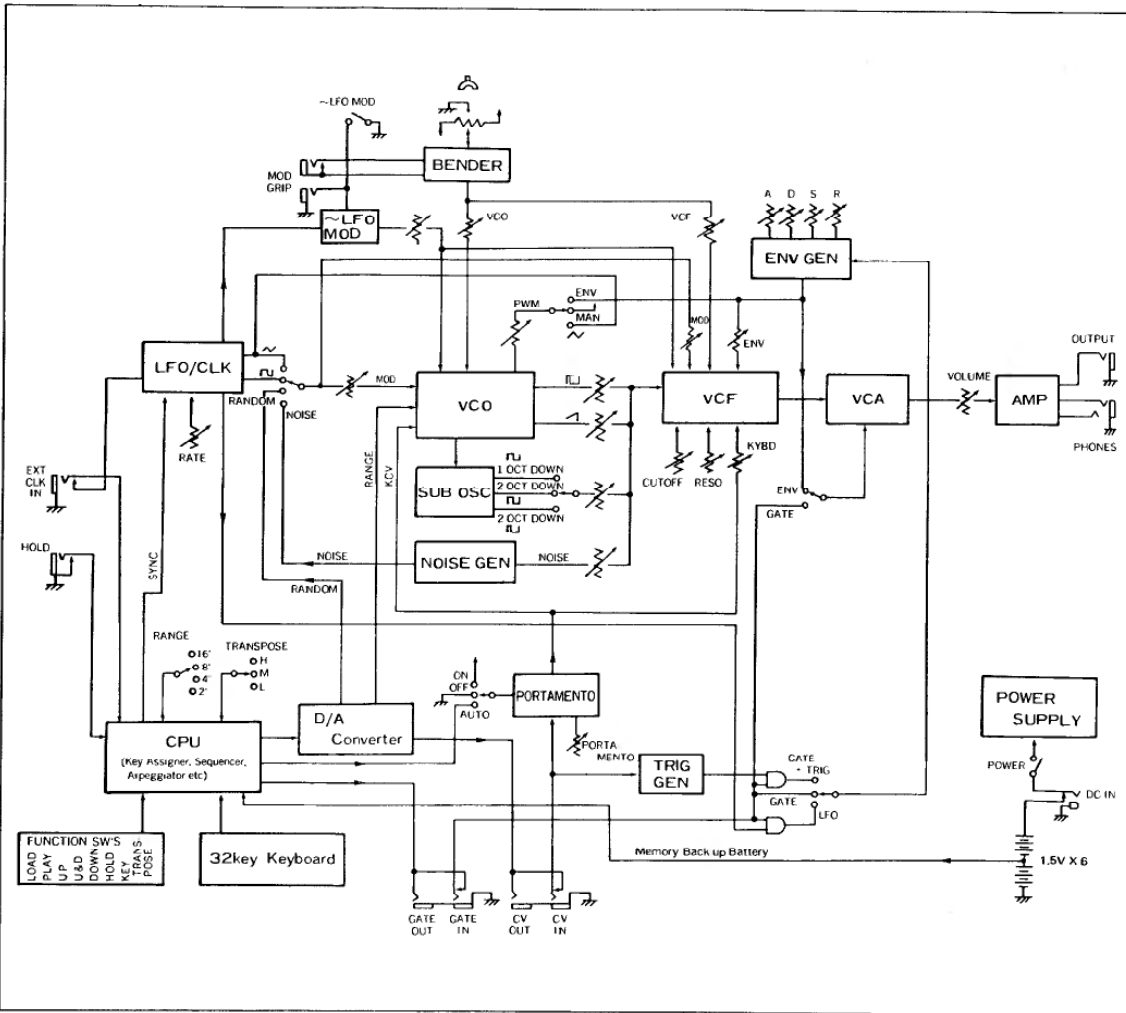 ~LFO MOD
BENDER
MOD
GRIP
~LFO
MOD
VCO
VCF
A D S R
ENV GEN
ENV
PWM
MAN
MOD
ENV
OUTPUT
LFO/CLK
RANDOM
NOISE
MOD
VCO
VCF
VCA
VOLUME
AMP
PHONES
RATE
RANGE
KCV
KYBD
CUTOFF
RESO
EXT
CLK
IN
SUB OSC
1 OCT DOWN
2 OCT DOWN
2 OCT DOWN
ENV
GATE
HOLD
SYNC
NOISE
NOISE GEN
NOISE
RANDOM
RANGE
16'
8'
4'
2'
TRANSPOSE
H
M
L
ON
OFF
AUTO
PORTAMENTO
PORTA
MENTO
D/A
Converter
CPU
(Key Assigner, Sequencer,
Arpeggiator etc)
TRIG
GEN
GATE
+ TRIG
GATE
LFO
POWER
SUPPLY
POWER
DC IN
1.5V X 6
Memory Back up Battery
FUNCTION SW'S
LOAD
PLAY
UP
U&D
DOWN
HOLD
KEY
TRANS
POSE
32key Keyboard
GATE
OUT
GATE
IN
CV
OUT
CV
IN